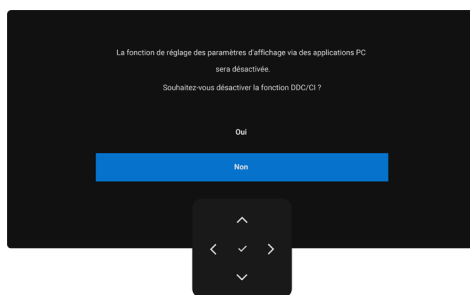 La fonction de réglage des paramètres d'affichage via des applications PC
sera désactivée.
Souhaitez-vous désactiver la fonction DDC/CI ?
Oui
Non